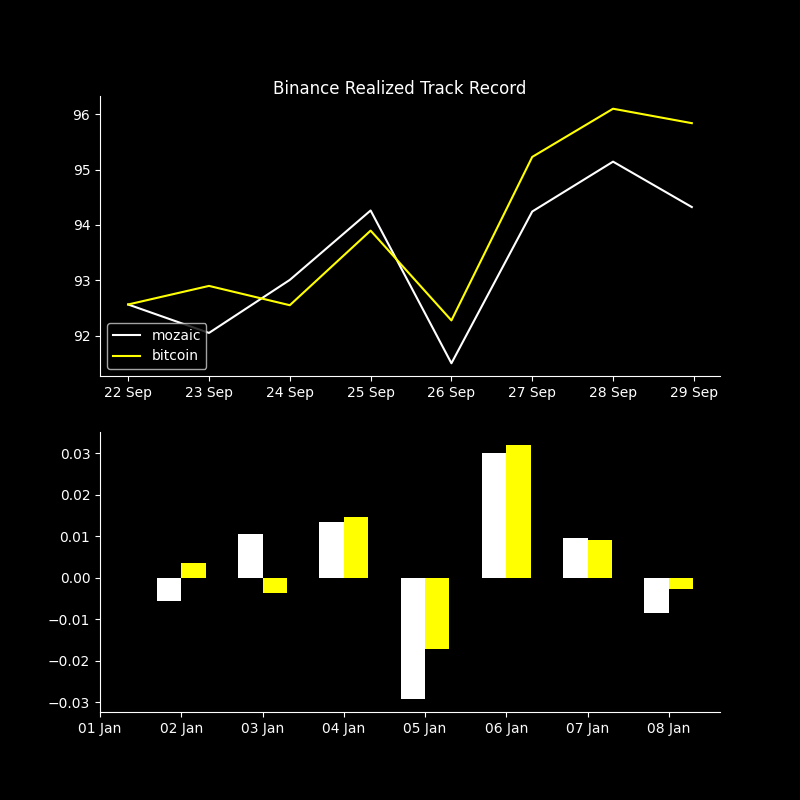 Binance Realized Track Record
96
95
94
93
92
mozaic
bitcoin
22 Sep 23 Sep 24 Sep 25 Sep 26 Sep 27 Sep 28 Sep 29 Sep
0.03
0.02
0.01
0.00
−0.01
−0.02
−0.03
01 Jan 02 Jan 03 Jan 04 Jan 05 Jan 06 Jan 07 Jan 08 Jan